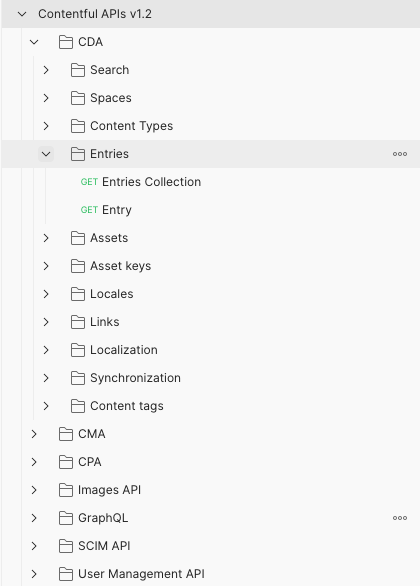 Contentful APIs v1.2
CDA
Search
Spaces
Content Types
Entries
GET Entries Collection
GET Entry
Assets
Asset keys
Locales
Links
Localization
Synchronization
Content tags
CMA
CPA
Images API
GraphQL
SCIM API
User Management API